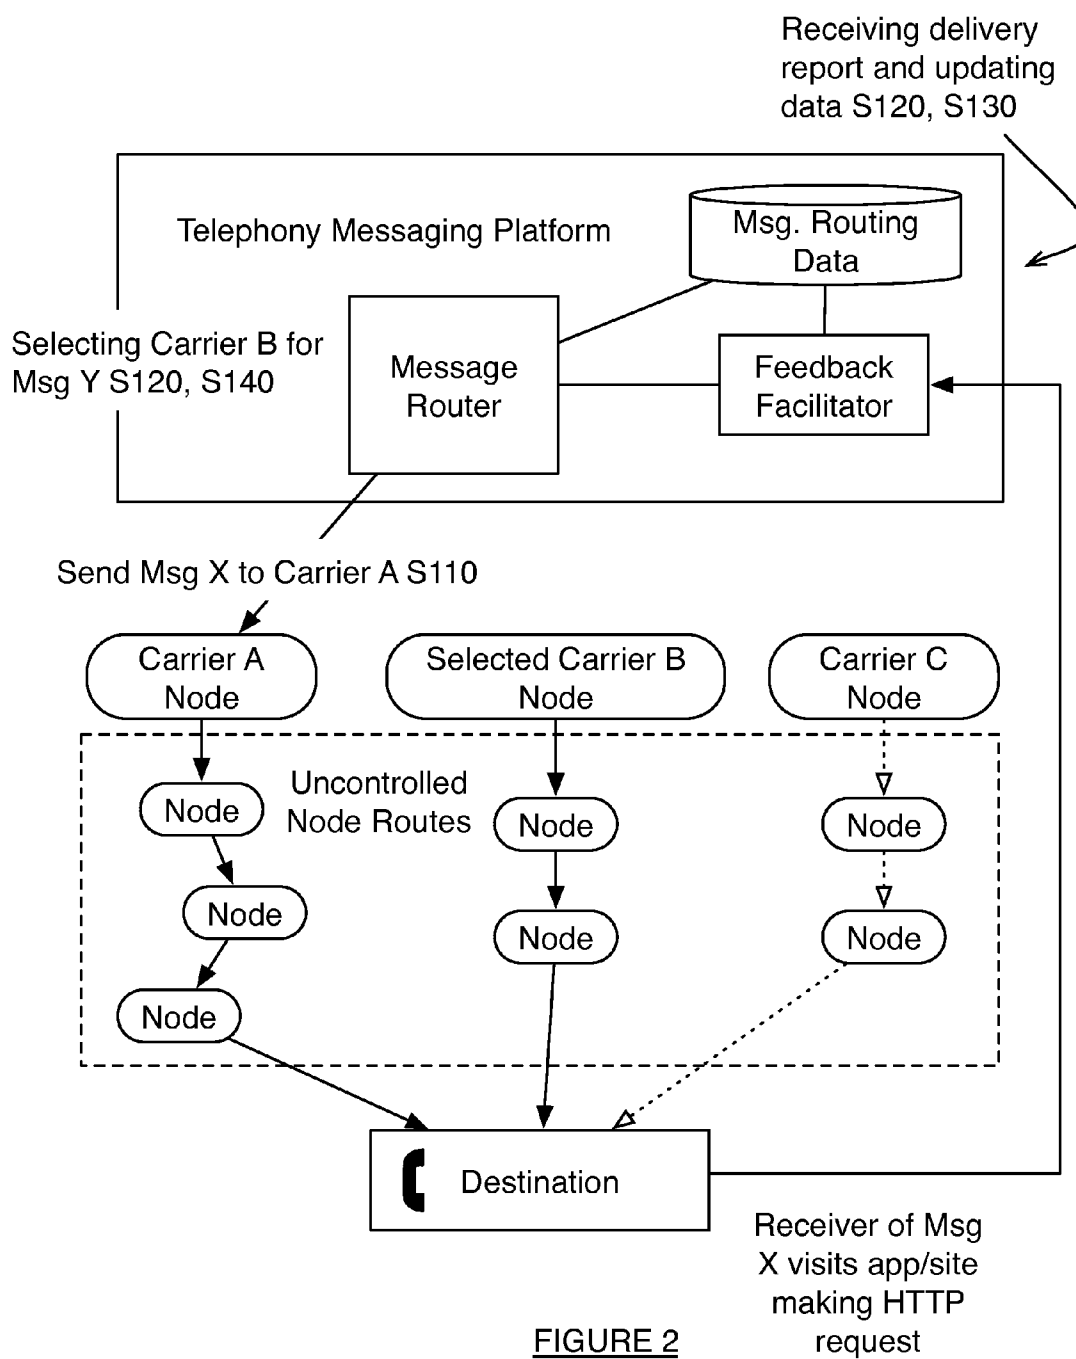 Receiving delivery
report and updating
data S120, S130
Telephony Messaging Platform
Msg. Routing
Data
Selecting Carrier B for
Msg Y S120, S140
Message
Router
Feedback
Facilitator
Send Msg X to Carrier A S110
Carrier A
Node
Selected Carrier B
Node
Carrier C
Node
Uncontrolled
Node Routes
Node
Node
Node
Node
Node
Node
Node
Destination
Receiver of Msg
X visits app/site
making HTTP
request
FIGURE 2